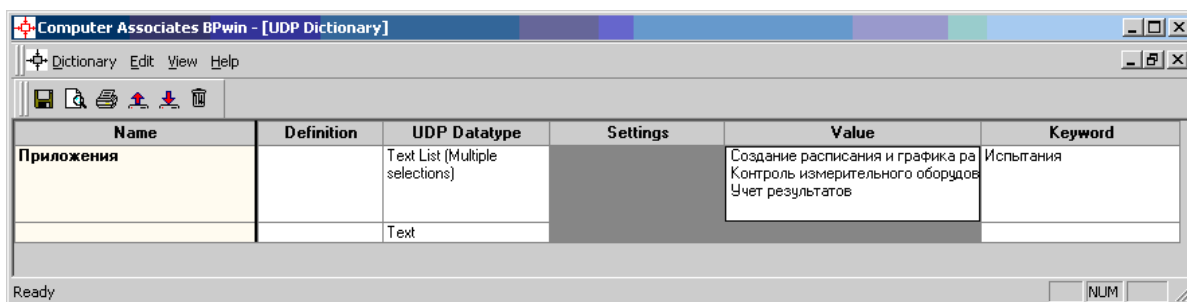 Computer Associates BPwin - [UDP Dictionary]
Dictionary Edit View Help
Name Definition UDP Datatype Settings Value Keyword
Приложения Text List (Multiple selections) Создание расписания и графика ра Испытания
Контроль измерительного оборудов
Учет результатов
Text
Ready NUM